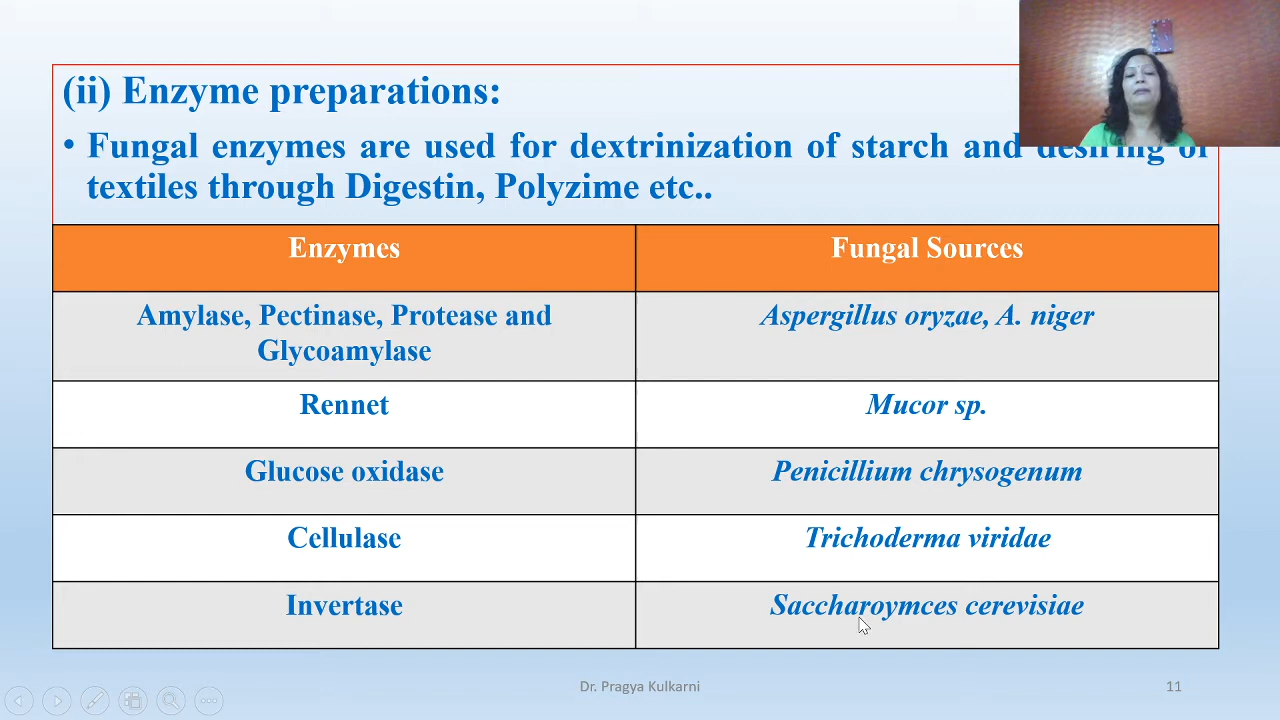 (ii) Enzyme preparations:
• Fungal enzymes are used for dextrinization of starch and desiring of
textiles through Digestin, Polyzime etc..
Enzymes
Fungal Sources
Amylase, Pectinase, Protease and
Glycoamylase
Aspergillus oryzae, A. niger
Rennet
Mucor sp.
Glucose oxidase
Penicillium chrysogenum
Cellulase
Trichoderma viridae
Invertase
Saccharoymces cerevisiae
Dr. Pragya Kulkarni
11